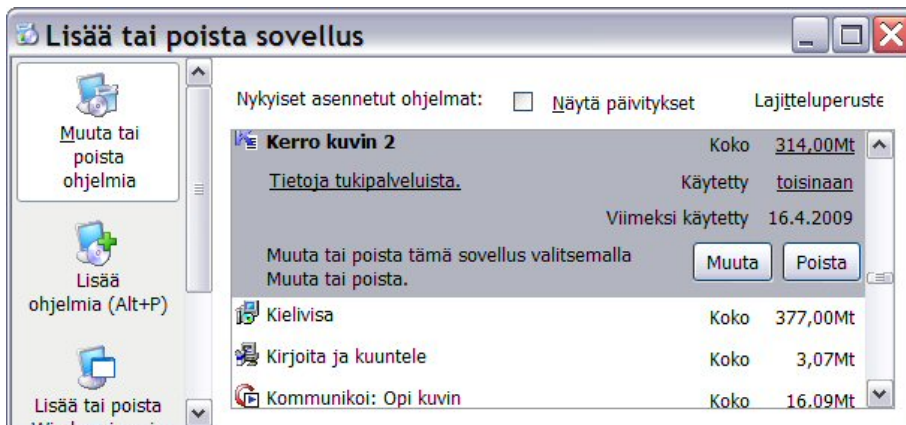 Lisää tai poista sovellus
Muuta tai
poista
ohjelmia
Lisää
ohjelmia (Alt+P)
Lisää tai poista
Nykyiset asennetut ohjelmat:
Näytä päivitykset
Lajitteluperuste
Kerro kuvin 2
Koko 314,00Mt
Tietoja tukipalveluista.
Käytetty toisinaan
Viimeksi käytetty 16.4.2009
Muuta tai poista tämä sovellus valitsemalla
Muuta tai poista.
Muuta
Poista
Kielivisa Koko 377,00Mt
Kirjoita ja kuuntele Koko 3,07Mt
Kommunikoi: Opi kuvin Koko 16,09Mt